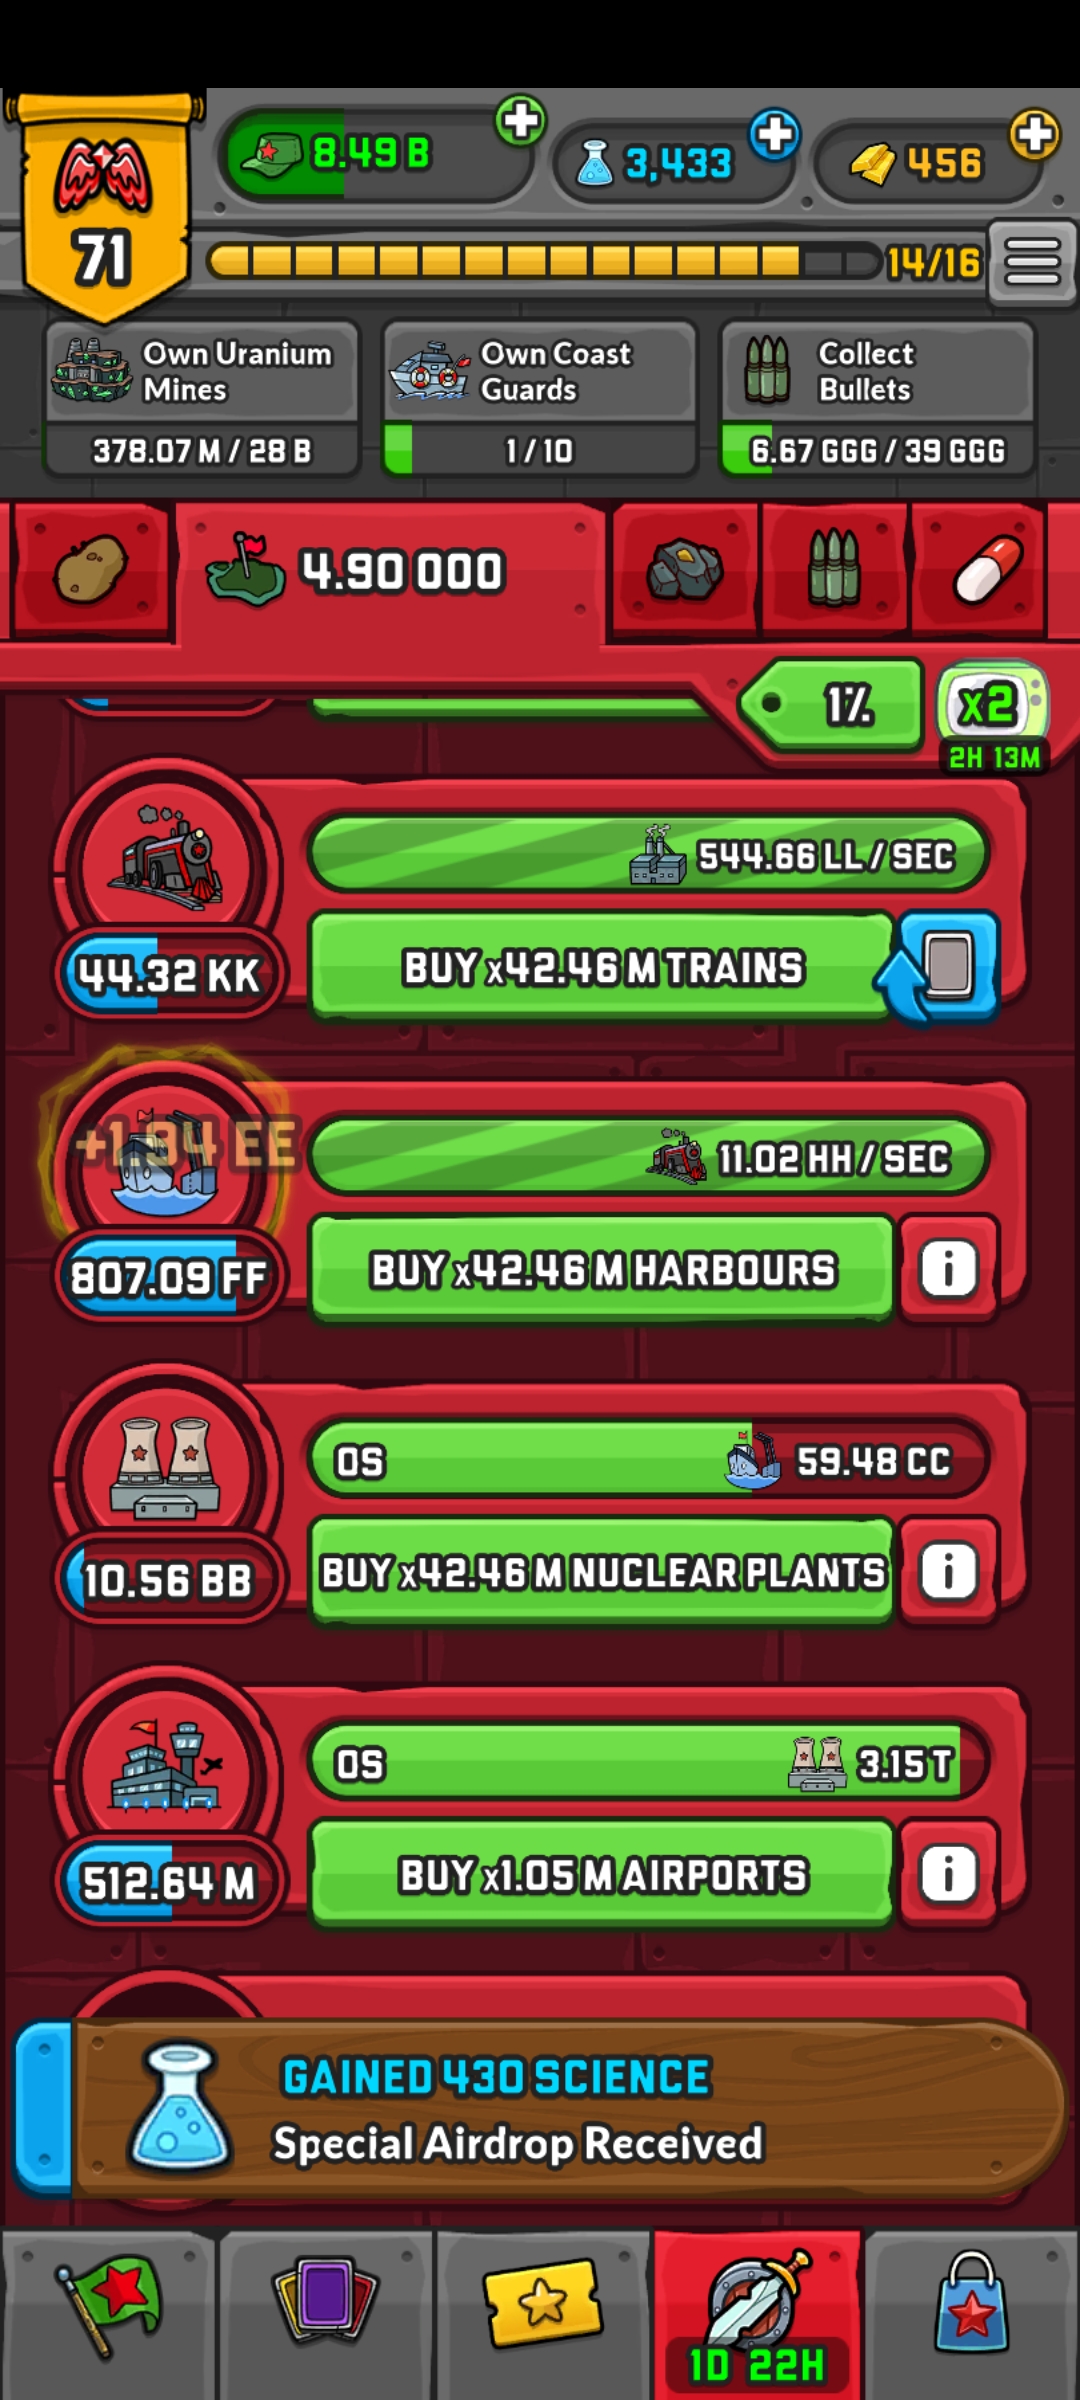 71
8.49 B
3,433
456
14/16
Own Uranium
Mines
378.07 M / 28 B
Own Coast
Guards
1 / 10
Collect
Bullets
6.67 GGG / 39 GGG
4.90 000
1%
x2
2H 13M
544.66 LL / SEC
44.32 KK
BUY x42.46 M TRAINS
+1.84 EE
11.02 HH / SEC
807.09 FF
BUY x42.46 M HARBOURS
i
0S
59.48 CC
10.56 BB
BUY x42.46 M NUCLEAR PLANTS
i
0S
3.15 T
512.64 M
BUY x1.05 M AIRPORTS
i
GAINED 430 SCIENCE
Special Airdrop Received
1D 22H